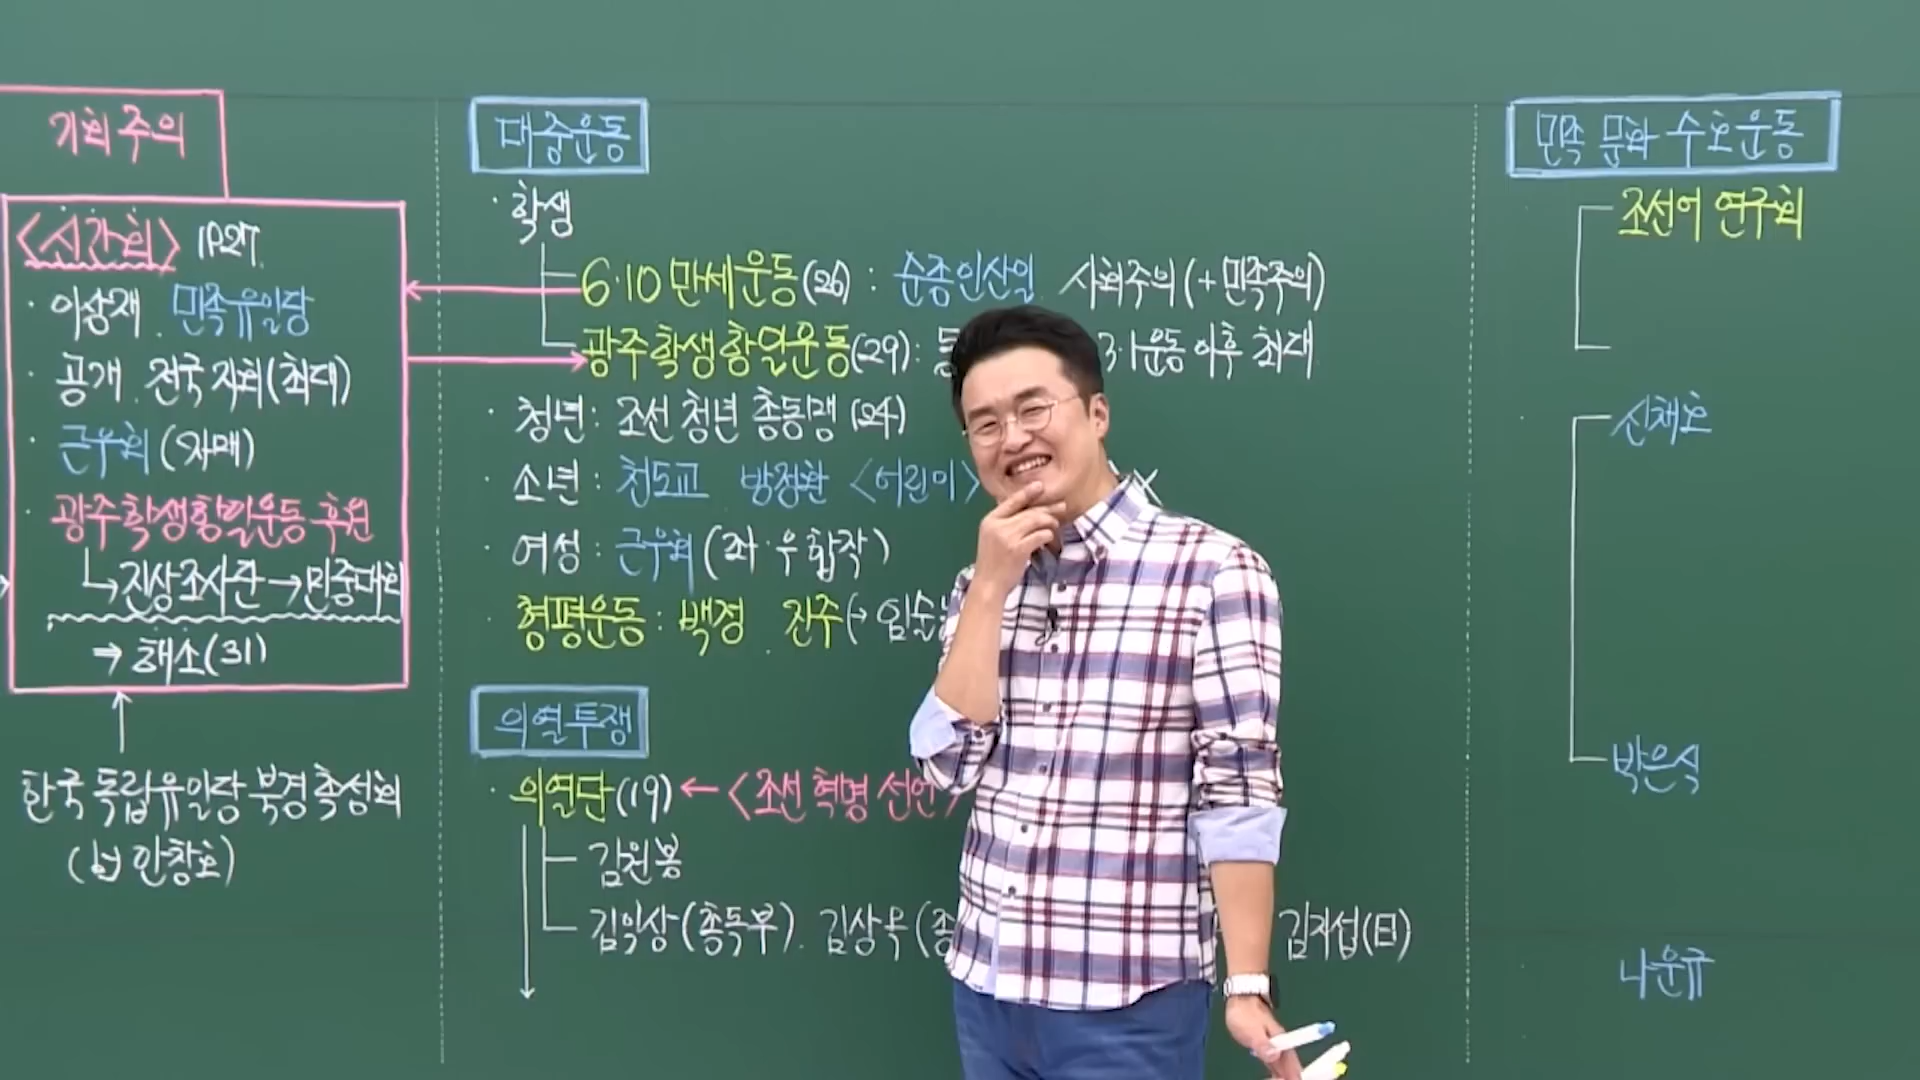 기회주의
<신간회> 1927.
· 이상재. 민족유일당
· 공개. 전국 지회(최대)
· 근우회(자매)
· 광주학생항일운동 후원
↳진상조사단→민중대회
⇒ 해소(31)
한국독립유일당 북경촉성회
(by 안창호)
대중운동
· 학생
6·10 만세운동(26) : 순종인산일. 사회주의(+민족주의)
광주학생항일운동(29) : 3·1운동 이후 최대
· 청년 : 조선 청년 총동맹 (24)
· 소년 : 천도교 방정환 <어린이>
· 여성 : 근우회 (좌·우 합작)
· 형평운동 : 백정. 진주(→
의열투쟁
· 의열단(19) ← <조선 혁명 선언>
김원봉
김익상(총독부). 김상옥( 김지섭(日)
민족 문화 수호운동
조선어 연구회
신채호
박은식
나운규